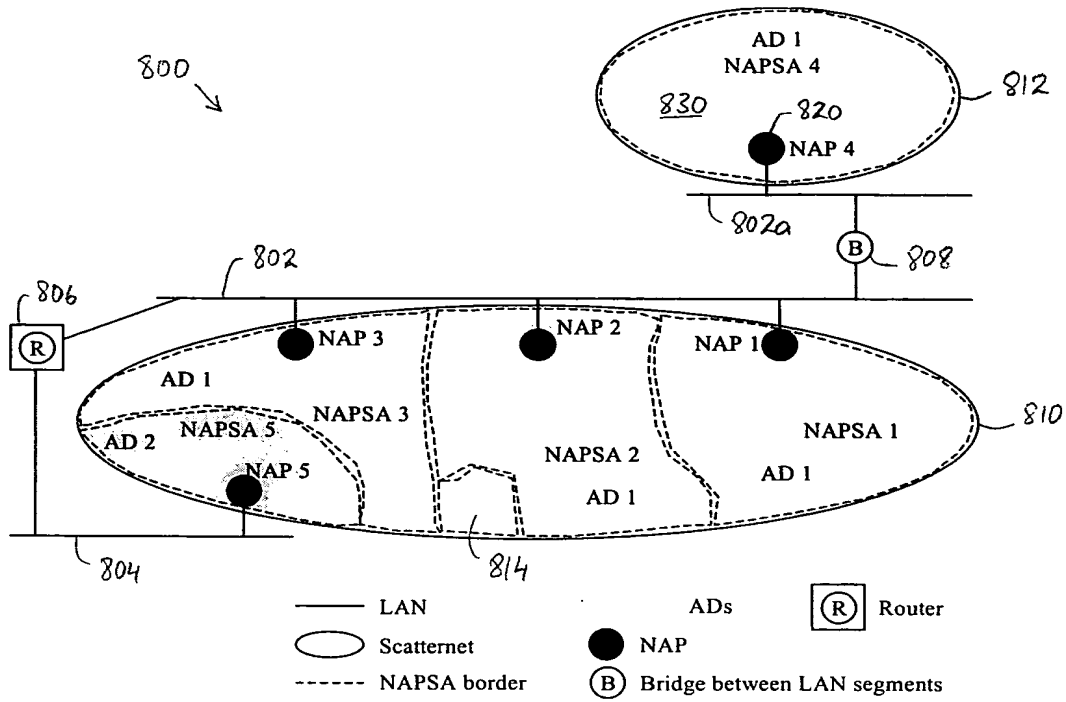 800
AD 1
NAPSA 4
812
830
820
NAP 4
802a
B
808
802
806
R
NAP 3
NAP 2
NAP 1
AD 1
NAPSA 3
NAPSA 5
AD 2
NAPSA 1
810
NAPSA 2
NAP 5
AD 1
AD 1
804
814
LAN
ADs
R
Router
Scatternet
NAP
NAPSA border
B
Bridge between LAN segments